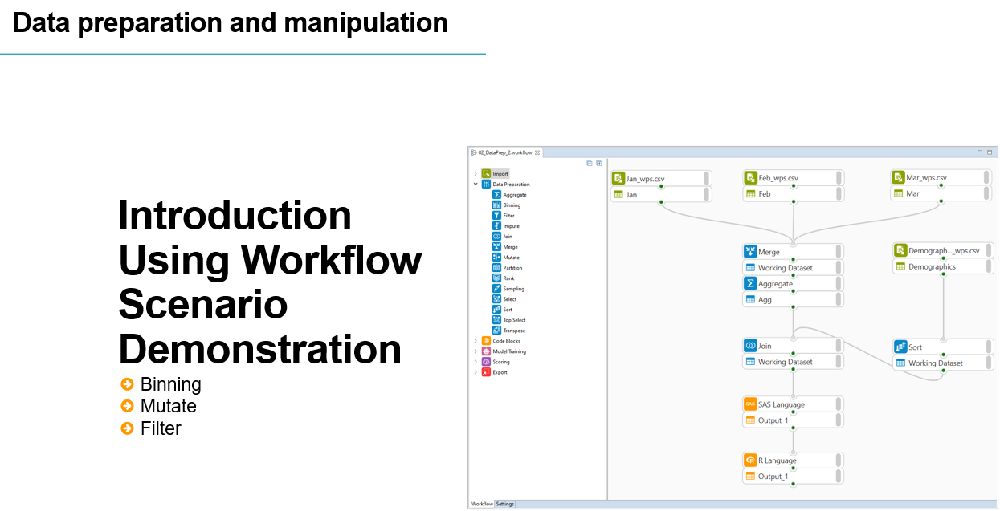 Data preparation and manipulation
Introduction
Using Workflow
Scenario
Demonstration
Binning
Mutate
Filter
02_DataPrep_2.workflow
Import
Data Preparation
Aggregate
Binning
Filter
Impute
Join
Merge
Mutate
Partition
Rank
Sampling
Select
Sort
Top Select
Transpose
Code Blocks
Model Training
Scoring
Export
Jan_wps.csv
Jan
Feb_wps.csv
Feb
Mar_wps.csv
Mar
Merge
Working Dataset
Aggregate
Agg
Demograph..._wps.csv
Demographics
Join
Working Dataset
Sort
Working Dataset
SAS
SAS Language
Output_1
R Language
Output_1
Workflow
Settings